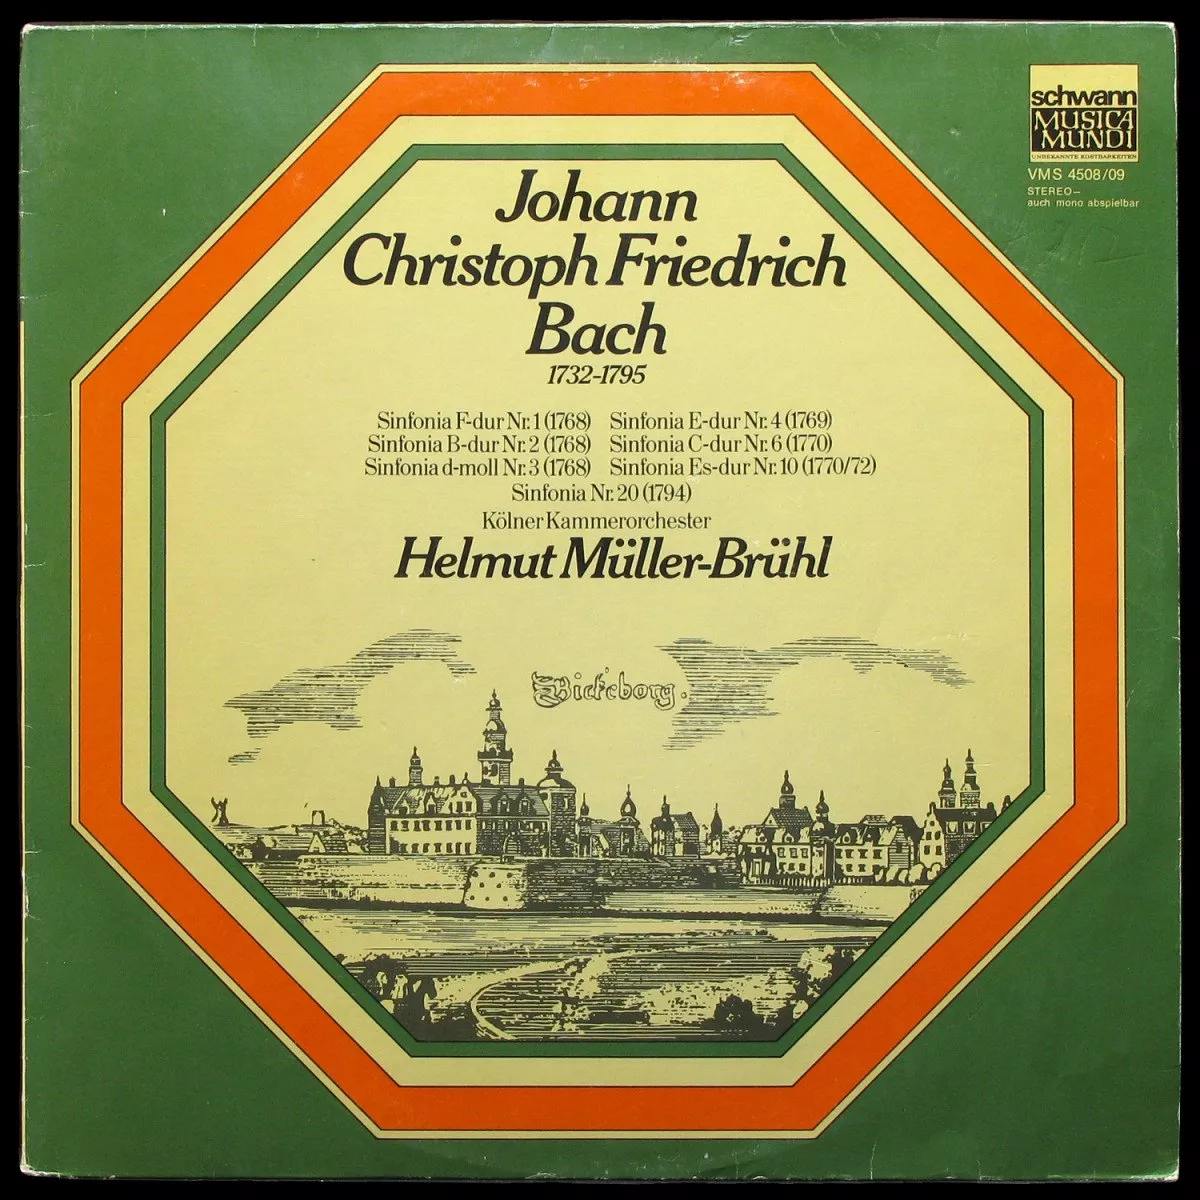 schwann
MUSICA
MUNDI
UNBEKANNTE KOSTBARKEITEN
VMS 4508/09
STEREO–
auch mono abspielbar
Johann
Christoph Friedrich
Bach
1732-1795
Sinfonia F-dur Nr. 1 (1768) Sinfonia E-dur Nr. 4 (1769)
Sinfonia B-dur Nr. 2 (1768) Sinfonia C-dur Nr. 6 (1770)
Sinfonia d-moll Nr. 3 (1768) Sinfonia Es-dur Nr. 10 (1770/72)
Sinfonia Nr. 20 (1794)
Kölner Kammerorchester
Helmut Müller-Brühl
Bickeborg.